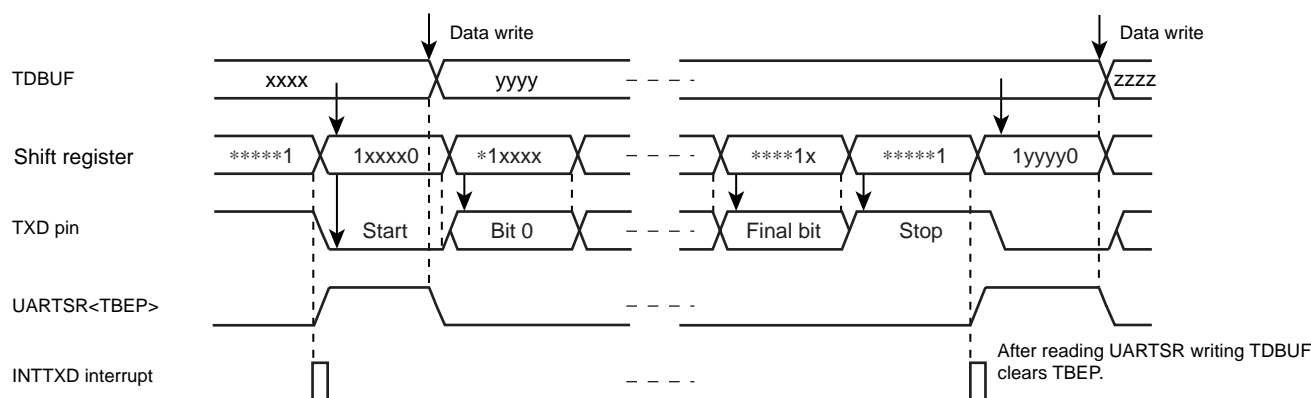 Data write Data write
TDBUF xxxx yyyy zzzz
Shift register *****1 1xxxx0 *1xxxx ****1x *****1 1yyyy0
TXD pin Start Bit 0 Final bit Stop
UARTSR<TBEP>
INTTXD interrupt
After reading UARTSR writing TDBUF
clears TBEP.